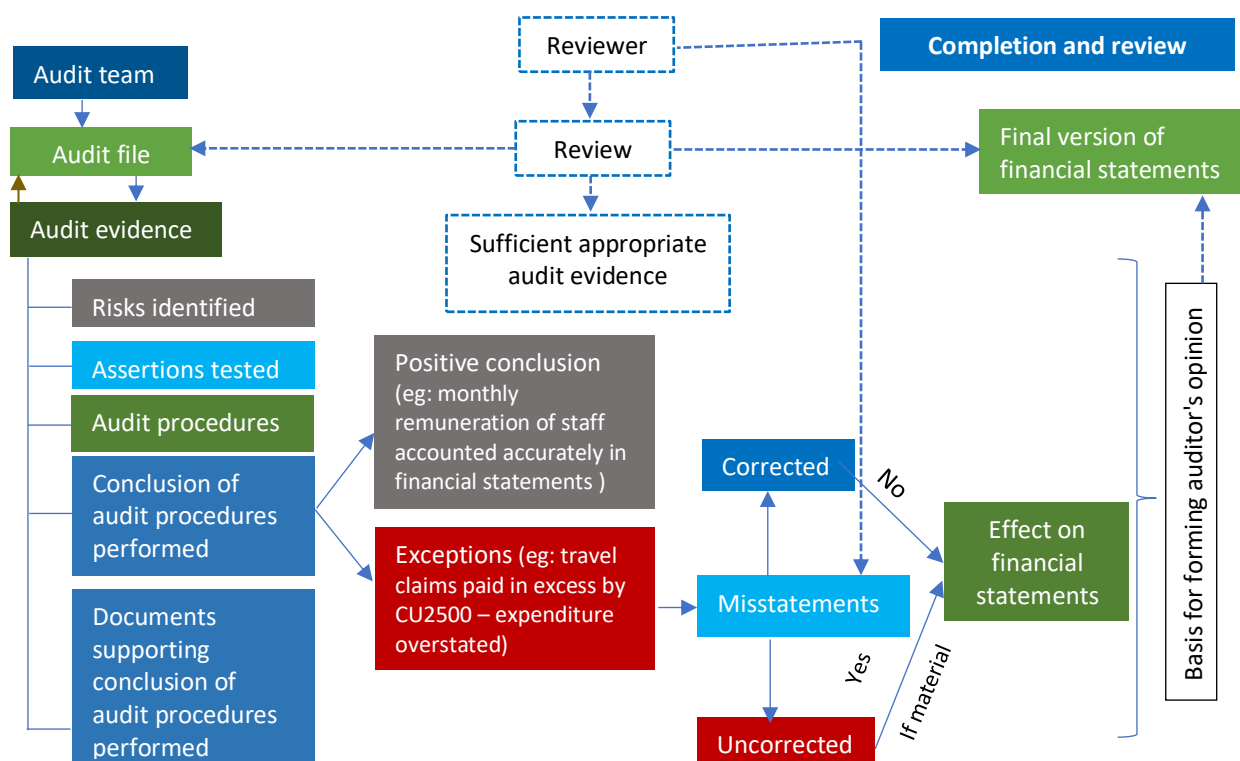 Reviewer
Completion and review
Audit team
Audit file
Review
Final version of
financial statements
Audit evidence
Sufficient appropriate
audit evidence
Risks identified
Assertions tested
Audit procedures
Conclusion of
audit procedures
performed
Documents
supporting
conclusion of
audit procedures
performed
Positive conclusion
(eg: monthly
remuneration of staff
accounted accurately in
financial statements )
Exceptions (eg: travel
claims paid in excess by
CU2500 – expenditure
overstated)
Corrected
No
Misstatements
Yes
Uncorrected
If material
Effect on
financial
statements
Basis for forming auditor's opinion